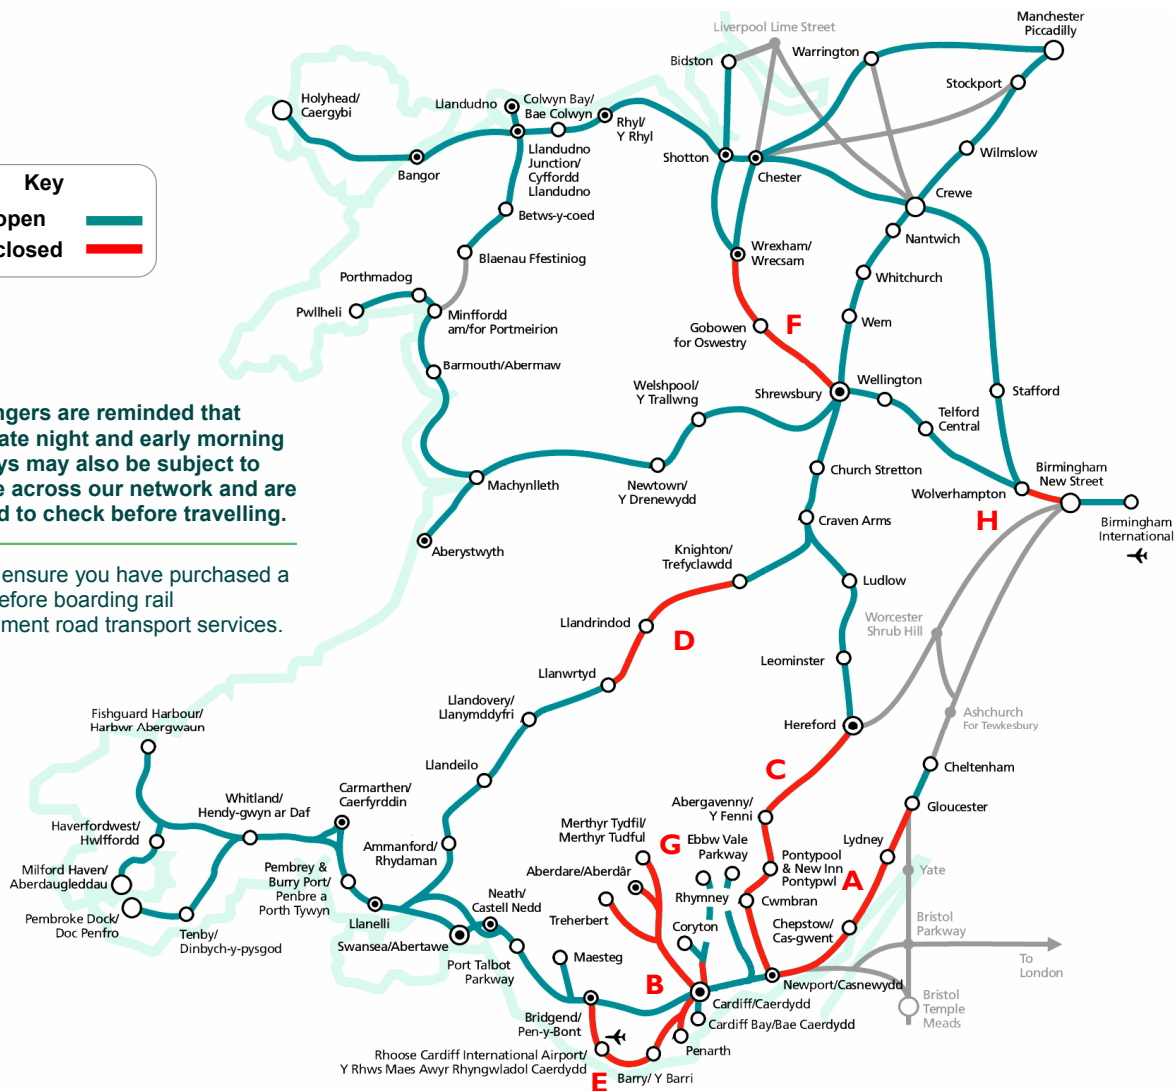 Liverpool Lime Street
Manchester
Piccadilly
Warrington
Bidston
Stockport
Holyhead/
Caergybi
Llandudno
Colwyn Bay/
Bae Colwyn
Rhyl/
Y Rhyl
Llandudno
Junction/
Cyffordd
Llandudno
Bangor
Shotton
Chester
Wilmslow
Crewe
Key
open
closed
Betws-y-coed
Nantwich
Blaenau Ffestiniog
Wrexham/
Wrecsam
Whitchurch
Porthmadog
Pwllheli
Minffordd
am/for Portmeirion
Gobowen
for Oswestry
F
Wem
Barmouth/Abermaw
Welshpool/
Y Trallwng
Shrewsbury
Wellington
Stafford
Telford
Central
ngers are reminded that
ate night and early morning
ys may also be subject to
e across our network and are
d to check before travelling.
Machynlleth
Newtown/
Y Drenewydd
Church Stretton
Wolverhampton
Birmingham
New Street
H
Birmingham
International
Craven Arms
Aberystwyth
Knighton/
Trefyclawdd
Ludlow
ensure you have purchased a
efore boarding rail
ment road transport services.
Llandrindod
D
Worcester
Shrub Hill
Leominster
Llanwrtyd
Llandovery/
Llanymddyfri
Hereford
Ashchurch
For Tewkesbury
Fishguard Harbour/
Harbwr Abergwaun
Llandeilo
C
Cheltenham
Whitland/
Hendy-gwyn ar Daf
Carmarthen/
Caerfyrddin
Abergavenny/
Y Fenni
Gloucester
Haverfordwest/
Hwlffordd
Ammanford/
Rhydaman
Merthyr Tydfil/
Merthyr Tudful
G
Ebbw Vale
Parkway
Lydney
Milford Haven/
Aberdaugleddau
Pembrey &
Burry Port/
Penbre a
Porth Tywyn
Aberdare/Aberdâr
Rhymney
Pontypool
& New Inn
Pontypwl
A
Yate
Pembroke Dock/
Doc Penfro
Tenby/
Dinbych-y-pysgod
Llanelli
Neath/
Castell Nedd
Treherbert
Cwmbran
Chepstow/
Cas-gwent
Bristol
Parkway
Swansea/Abertawe
Coryton
To
London
Port Talbot
Parkway
Maesteg
B
Newport/Casnewydd
Cardiff/Caerdydd
Bristol
Temple
Meads
Bridgend/
Pen-y-Bont
Cardiff Bay/Bae Caerdydd
Penarth
Rhoose Cardiff International Airport/
Y Rhws Maes Awyr Rhyngwladol Caerdydd
E
Barry/ Y Barri